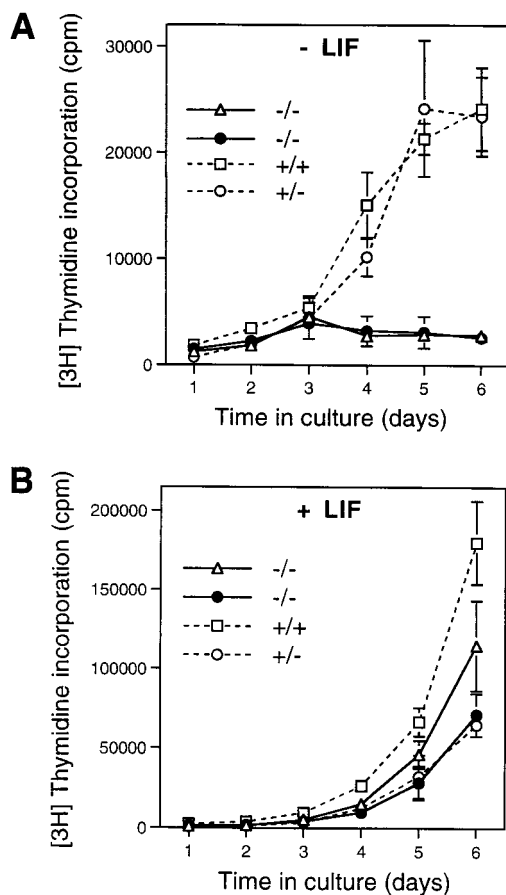 A
[3H] Thymidine incorporation (cpm)
- LIF
30000
20000
10000
0
-/-
-/-
+/+
+/-
1 2 3 4 5 6
Time in culture (days)
B
[3H] Thymidine incorporation (cpm)
+ LIF
200000
150000
100000
50000
0
-/-
-/-
+/+
+/-
1 2 3 4 5 6
Time in culture (days)